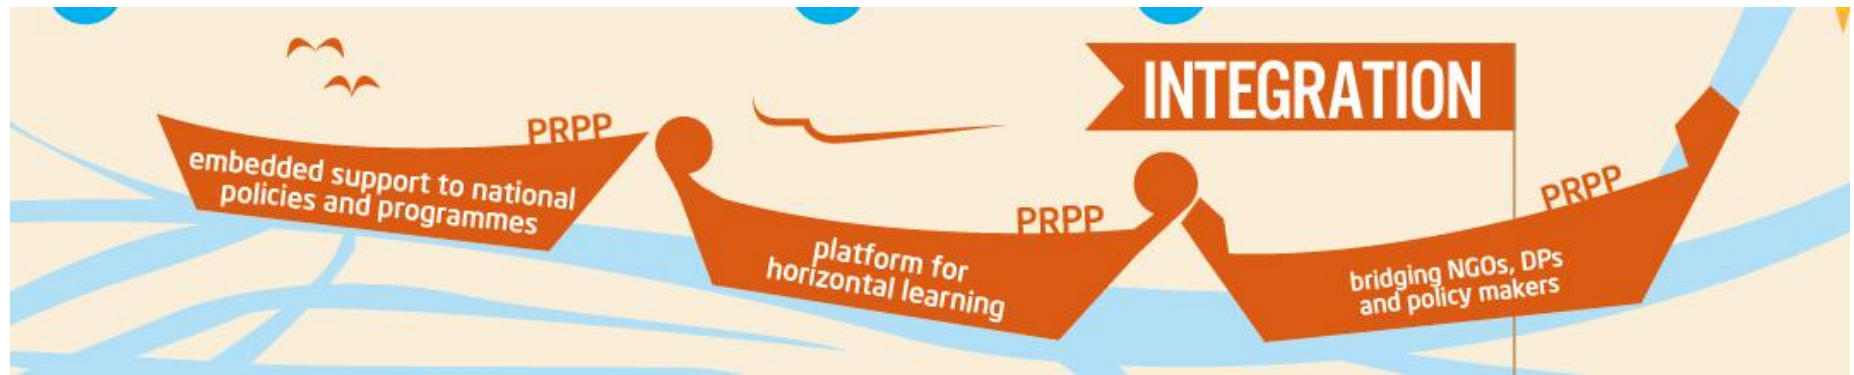 INTEGRATION
PRPP
embedded support to national
policies and programmes
PRPP
platform for
horizontal learning
PRPP
bridging NGOs, DPs
and policy makers